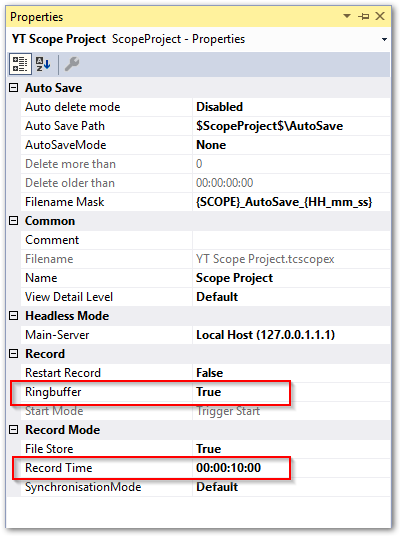 Properties
YT Scope Project ScopeProject - Properties
Auto Save
Auto delete mode Disabled
Auto Save Path $ScopeProject$\AutoSave
AutoSaveMode None
Delete more than 0
Delete older than 00:00:00:00
Filename Mask {SCOPE}_AutoSave_{HH_mm_ss}
Common
Comment
Filename YT Scope Project.tcscopex
Name Scope Project
View Detail Level Default
Headless Mode
Main-Server Local Host (127.0.0.1.1.1)
Record
Restart Record False
Ringbuffer True
Start Mode Trigger Start
Record Mode
File Store True
Record Time 00:00:10:00
SynchronisationMode Default